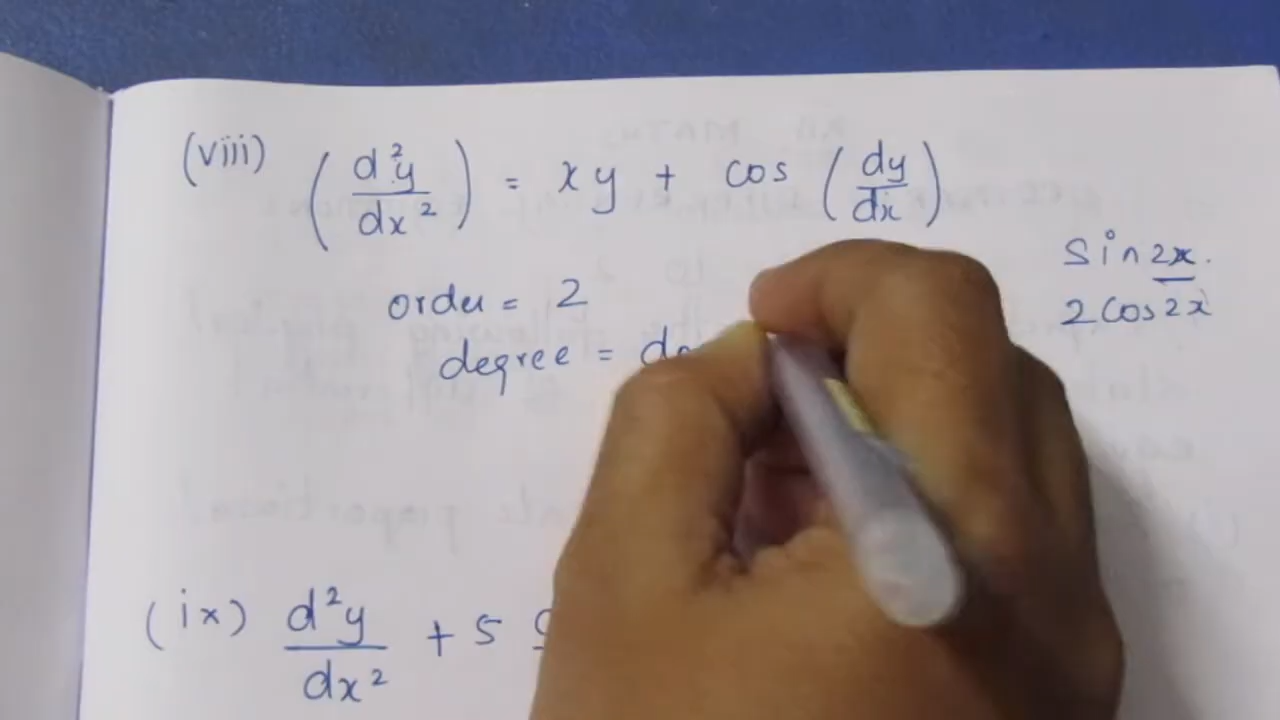 (viii) (d²y/dx²) = xy + cos (dy/dx)
Sin 2x.
2 Cos 2x
order = 2
degree =
(ix) d²y/dx² + 5